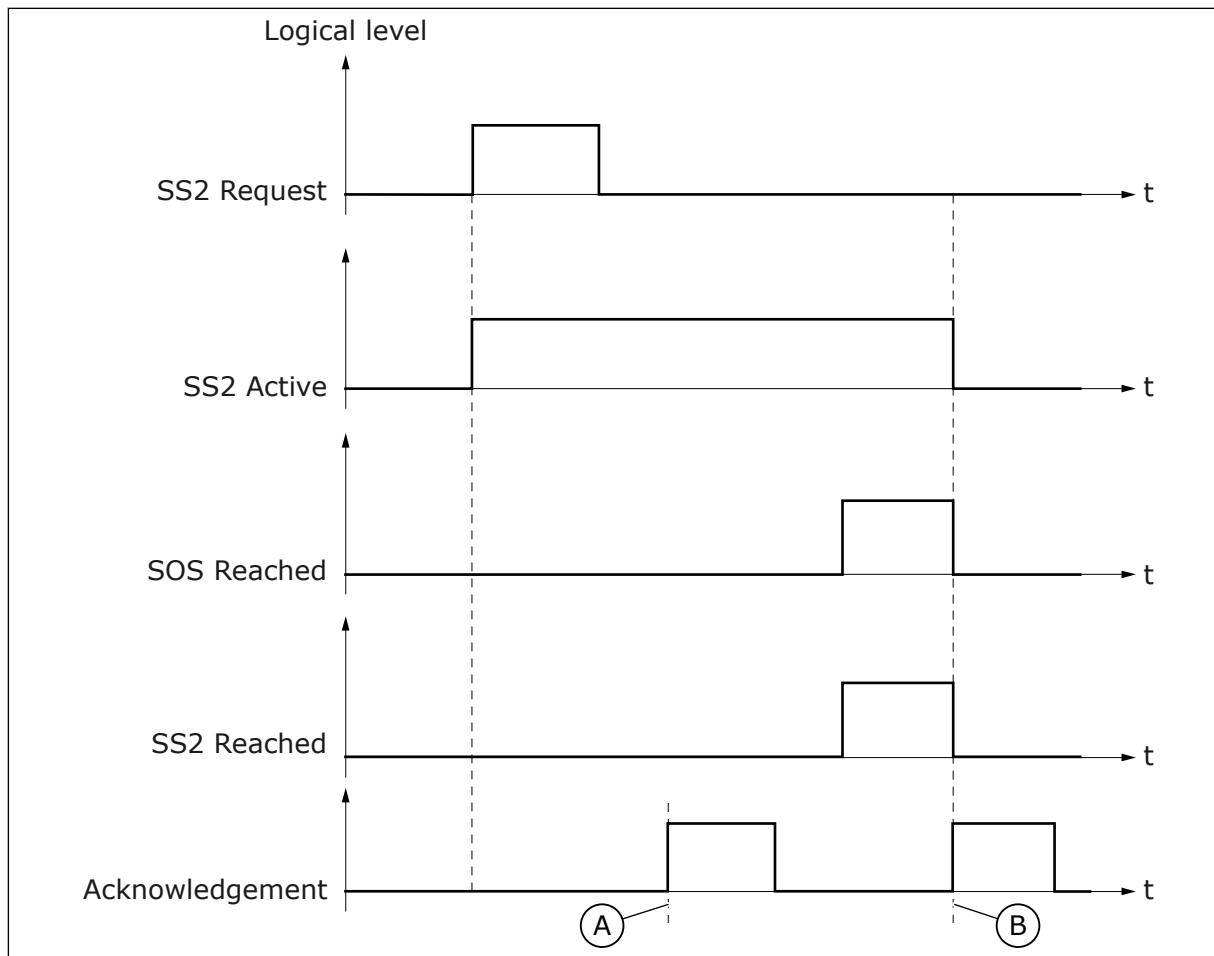 Logical level
SS2 Request
t
SS2 Active
t
SOS Reached
t
SS2 Reached
t
Acknowledgement
t
A
B